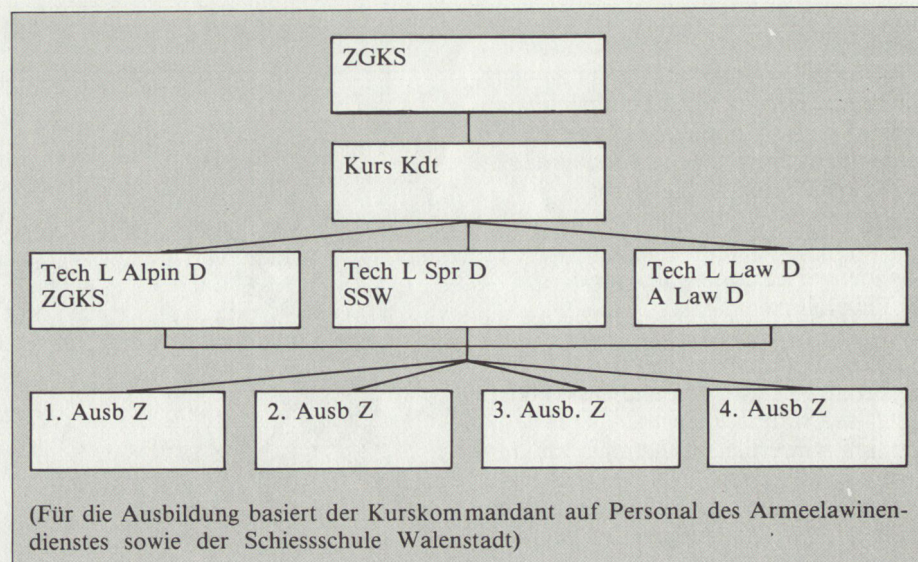 ZGKS
Kurs Kdt
Tech L Alpin D
ZGKS
Tech L Spr D
SSW
Tech L Law D
A Law D
1. Ausb Z
2. Ausb Z
3. Ausb. Z
4. Ausb Z
(Für die Ausbildung basiert der Kurskommandant auf Personal des Armeelawinen-
dienstes sowie der Schiessschule Walenstadt)